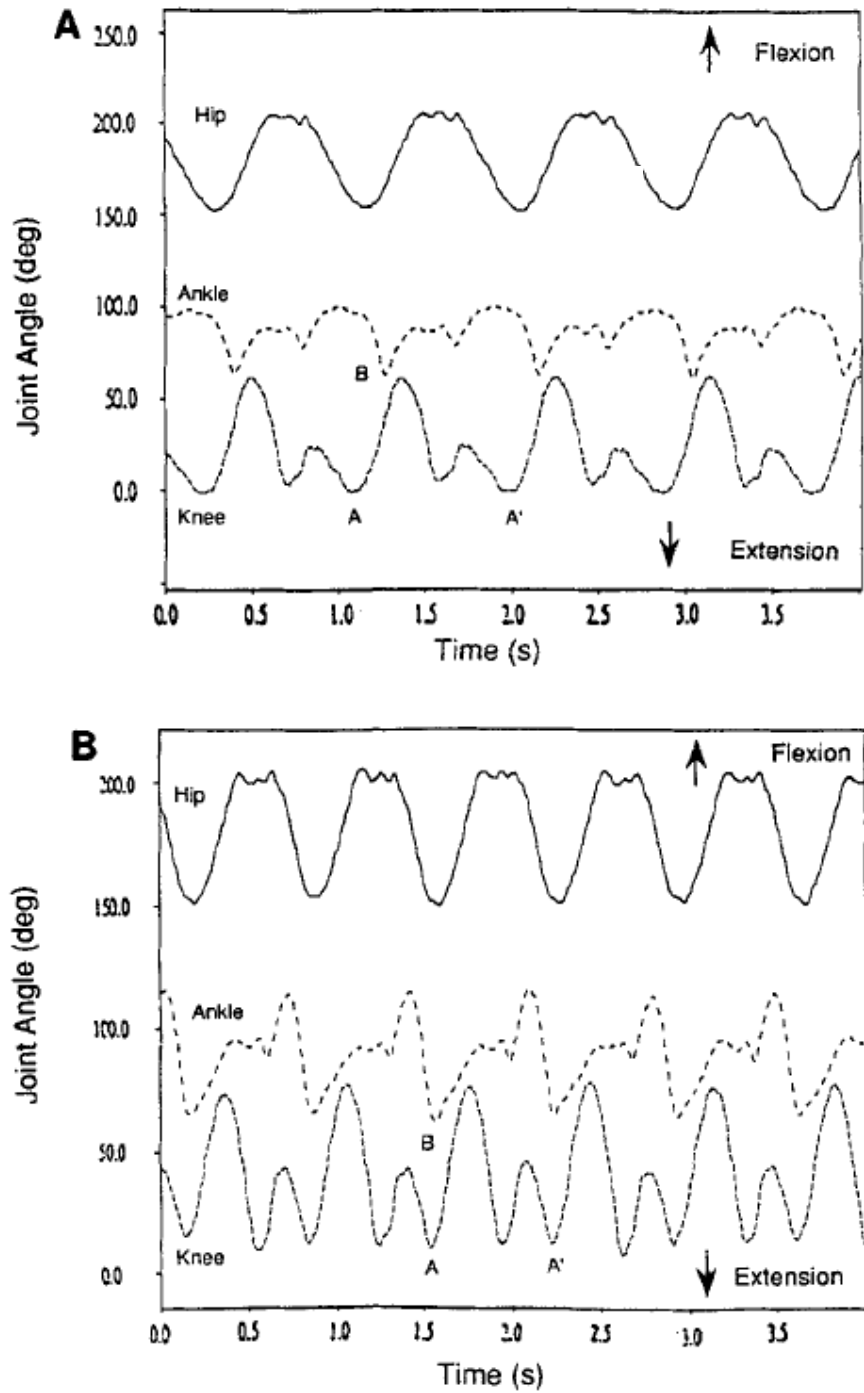 A
Flexion
250.0
Hip
200.0
150.0
Joint Angle (deg)
Ankle
100.0
B
50.0
0.0
Knee
A
A'
Extension
0.0 0.5 1.0 1.5 2.0 2.5 3.0 3.5
Time (s)
B
Flexion
200.0
Hip
150.0
Joint Angle (deg)
Ankle
100.0
B
50.0
Knee
A
A'
Extension
0.0
0.0 0.5 1.0 1.5 2.0 2.5 3.0 3.5
Time (s)